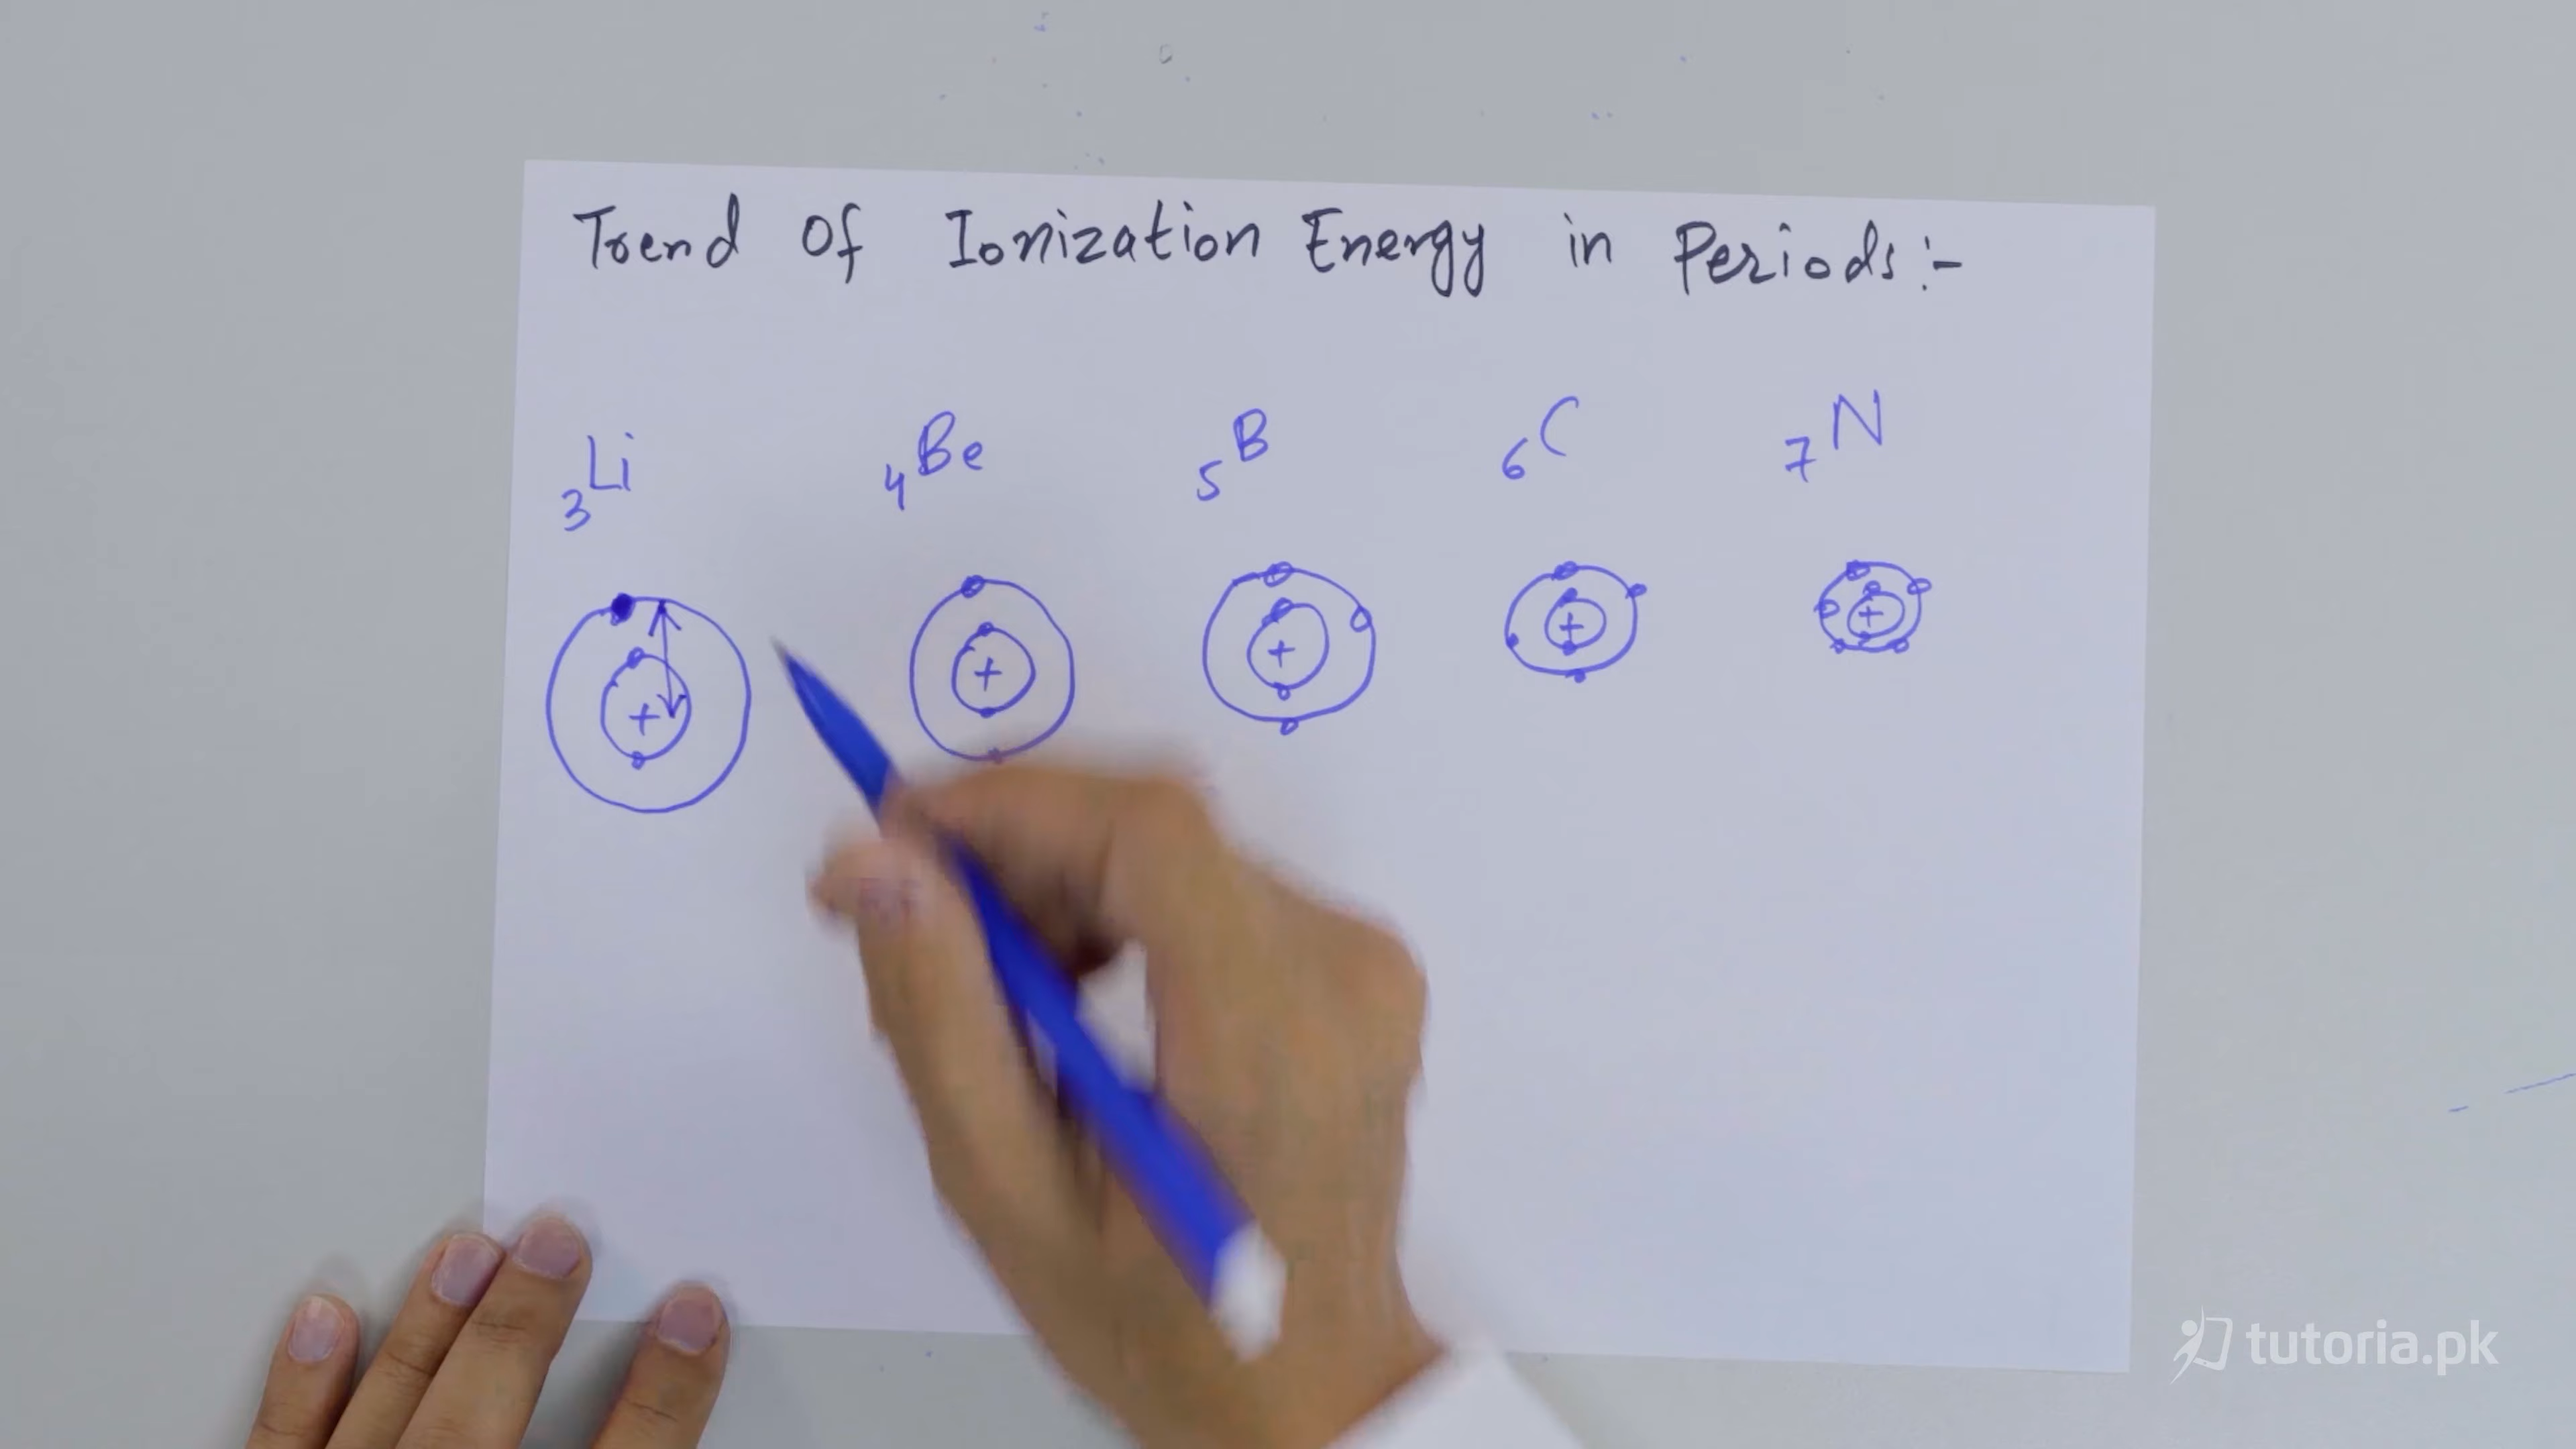 Trend Of Ionization Energy in Periods:-
3Li 4Be 5B 6C 7N
+ + + + +
tutoria.pk